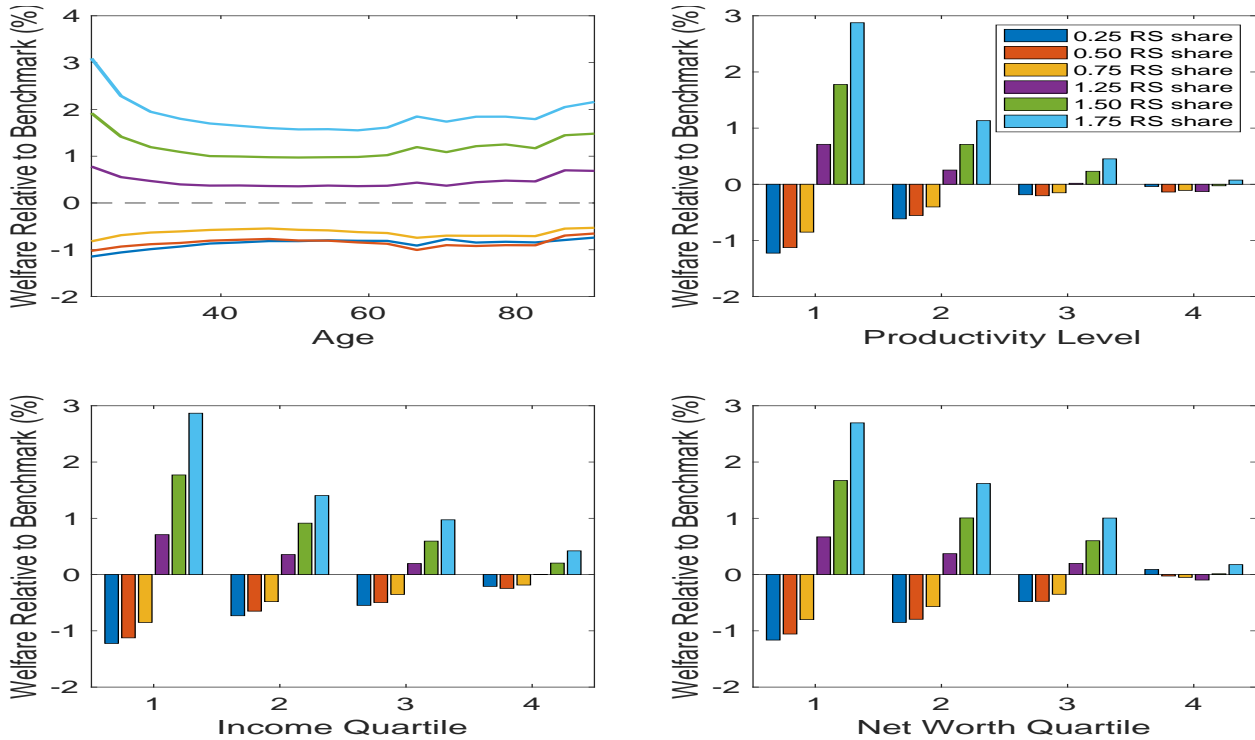 Welfare Relative to Benchmark (%)
4
3
2
1
0
-1
-2
40
60
80
Age
Welfare Relative to Benchmark (%)
3
2
1
0
-1
-2
0.25 RS share
0.50 RS share
0.75 RS share
1.25 RS share
1.50 RS share
1.75 RS share
1
2
3
4
Productivity Level
Welfare Relative to Benchmark (%)
3
2
1
0
-1
-2
1
2
3
4
Income Quartile
Welfare Relative to Benchmark (%)
3
2
1
0
-1
-2
1
2
3
4
Net Worth Quartile